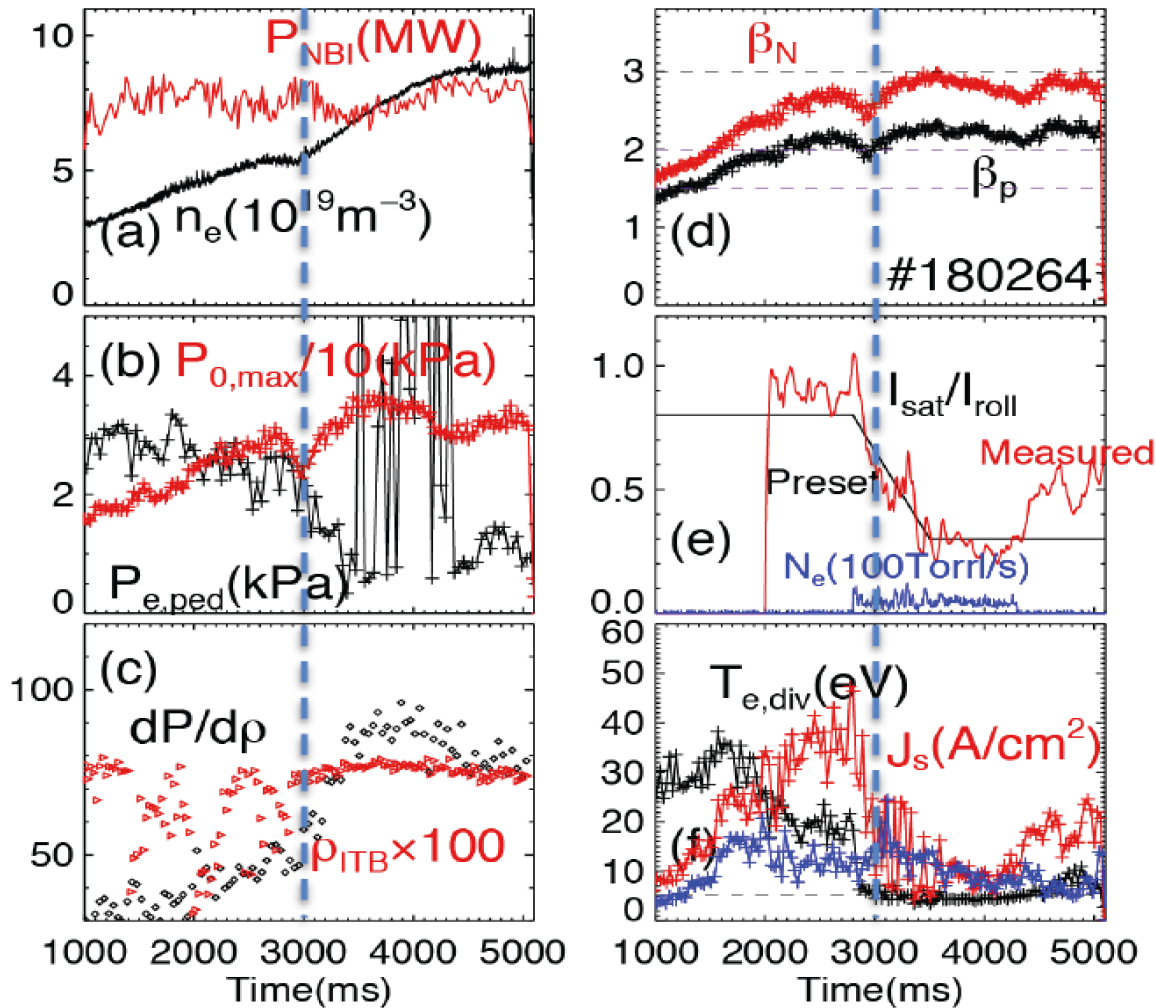 10
5
0
P_NBI(MW)
(a)
n_e(10^19 m^−3)
4
2
0
(b)
P_0,max/10(kPa)
P_e,ped(kPa)
100
50
(c)
dP/dρ
ρ_ITB×100
1000 2000 3000 4000 5000
Time(ms)
3
2
1
0
β_N
β_p
(d)
#180264
1.0
0.5
0.0
I_sat/I_roll
Measured
Preset
(e)
N_e(100Torrl/s)
60
50
40
30
20
10
0
T_e,div(eV)
J_s(A/cm^2)
(f)
1000 2000 3000 4000 5000
Time(ms)